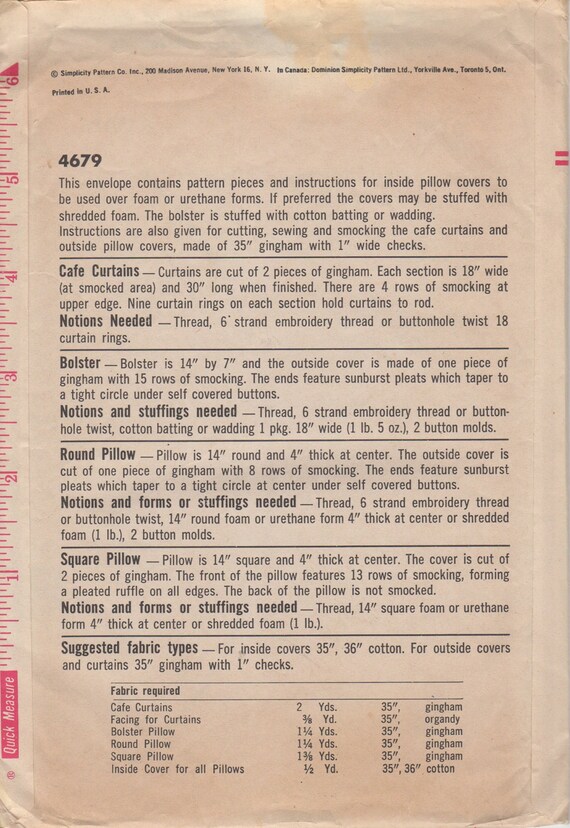 © Simplicity Pattern Co. Inc., 200 Madison Avenue, New York 16, N. Y. In Canada: Dominion Simplicity Pattern Ltd., Yorkville Ave., Toronto 5, Ont.
Printed in U. S. A.
4679
This envelope contains pattern pieces and instructions for inside pillow covers to
be used over foam or urethane forms. If preferred the covers may be stuffed with
shredded foam. The bolster is stuffed with cotton batting or wadding.
Instructions are also given for cutting, sewing and smocking the cafe curtains and
outside pillow covers, made of 35" gingham with 1" wide checks.
Cafe Curtains — Curtains are cut of 2 pieces of gingham. Each section is 18" wide
(at smocked area) and 30" long when finished. There are 4 rows of smocking at
upper edge. Nine curtain rings on each section hold curtains to rod.
Notions Needed — Thread, 6 strand embroidery thread or buttonhole twist 18
curtain rings.
Bolster — Bolster is 14" by 7" and the outside cover is made of one piece of
gingham with 15 rows of smocking. The ends feature sunburst pleats which taper to
a tight circle under self covered buttons.
Notions and stuffings needed — Thread, 6 strand embroidery thread or button-
hole twist, cotton batting or wadding 1 pkg. 18" wide (1 lb. 5 oz.), 2 button molds.
Round Pillow — Pillow is 14" round and 4" thick at center. The outside cover is
cut of one piece of gingham with 8 rows of smocking. The ends feature sunburst
pleats which taper to a tight circle at center under self covered buttons.
Notions and forms or stuffings needed — Thread, 6 strand embroidery thread
or buttonhole twist, 14" round foam or urethane form 4" thick at center or shredded
foam (1 lb.), 2 button molds.
Square Pillow — Pillow is 14" square and 4" thick at center. The cover is cut of
2 pieces of gingham. The front of the pillow features 13 rows of smocking, forming
a pleated ruffle on all edges. The back of the pillow is not smocked.
Notions and forms or stuffings needed — Thread, 14" square foam or urethane
form 4" thick at center or shredded foam (1 lb.).
Suggested fabric types — For inside covers 35", 36" cotton. For outside covers
and curtains 35" gingham with 1" checks.
Fabric required
Cafe Curtains 2 Yds. 35", gingham
Facing for Curtains ⅜ Yd. 35", organdy
Bolster Pillow 1¼ Yds. 35", gingham
Round Pillow 1¼ Yds. 35", gingham
Square Pillow 1⅜ Yds. 35", gingham
Inside Cover for all Pillows ½ Yd. 35", 36" cotton
6
5
4
3
2
1
Quick Measure
®